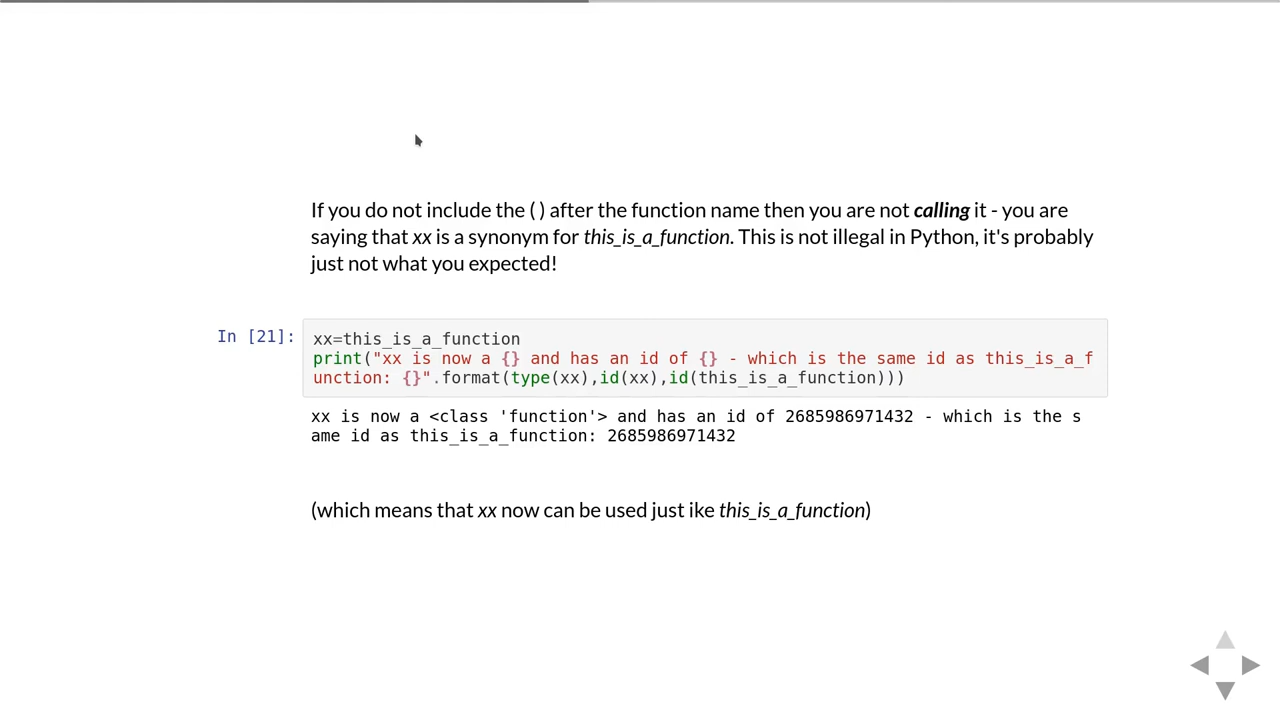 If you do not include the () after the function name then you are not calling it - you are
saying that xx is a synonym for this_is_a_function. This is not illegal in Python, it's probably
just not what you expected!
In [21]:
xx=this_is_a_function
print("xx is now a {} and has an id of {} - which is the same id as this_is_a_f
unction: {}".format(type(xx),id(xx),id(this_is_a_function)))
xx is now a <class 'function'> and has an id of 2685986971432 - which is the s
ame id as this_is_a_function: 2685986971432
(which means that xx now can be used just ike this_is_a_function)